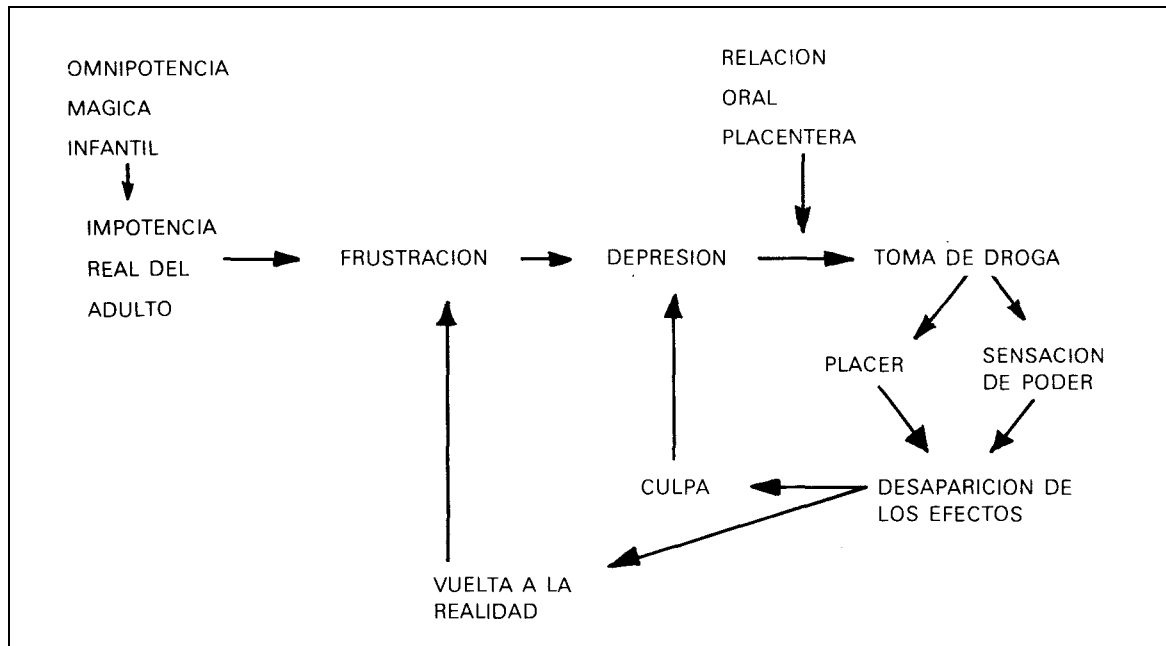 OMNIPOTENCIA
MAGICA
INFANTIL
RELACION
ORAL
PLACENTERA
IMPOTENCIA
REAL DEL
ADULTO
FRUSTRACION
DEPRESION
TOMA DE DROGA
PLACER
SENSACION
DE PODER
CULPA
DESAPARICION DE
LOS EFECTOS
VUELTA A LA
REALIDAD